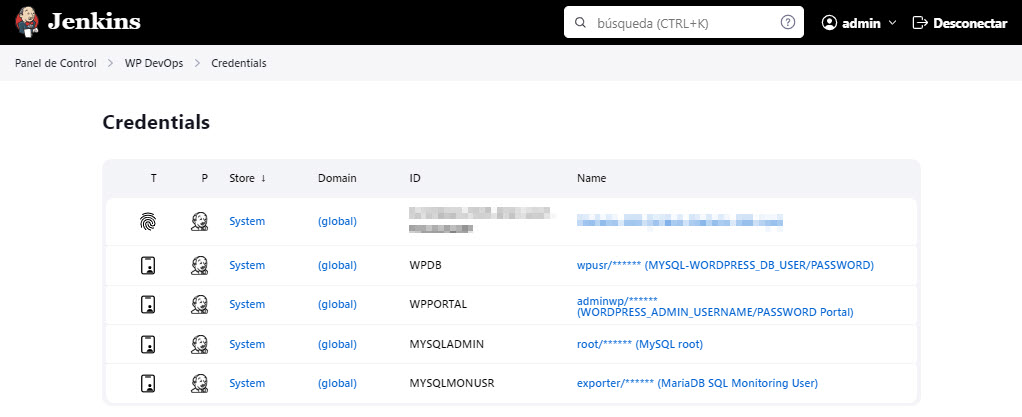 Jenkins
búsqueda (CTRL+K)
admin
Desconectar
Panel de Control
WP DevOps
Credentials
Credentials
T P Store ↓ Domain ID Name
System (global)
System (global) WPDB wpusr/****** (MYSQL-WORDPRESS_DB_USER/PASSWORD)
System (global) WPPORTAL adminwp/******
(WORDPRESS_ADMIN_USERNAME/PASSWORD Portal)
System (global) MYSQLADMIN root/****** (MySQL root)
System (global) MYSQLMONUSR exporter/****** (MariaDB SQL Monitoring User)